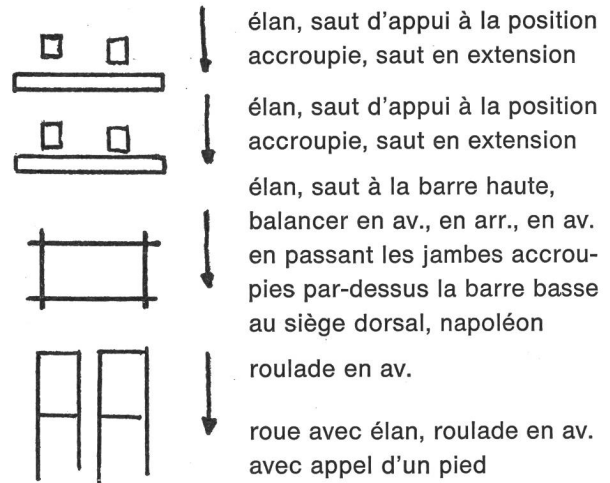 élan, saut d'appui à la position
accroupie, saut en extension
élan, saut d'appui à la position
accroupie, saut en extension
élan, saut à la barre haute,
balancer en av., en arr., en av.
en passant les jambes accrou-
pies par-dessus la barre basse
au siège dorsal, napoléon
roulade en av.
roue avec élan, roulade en av.
avec appel d'un pied